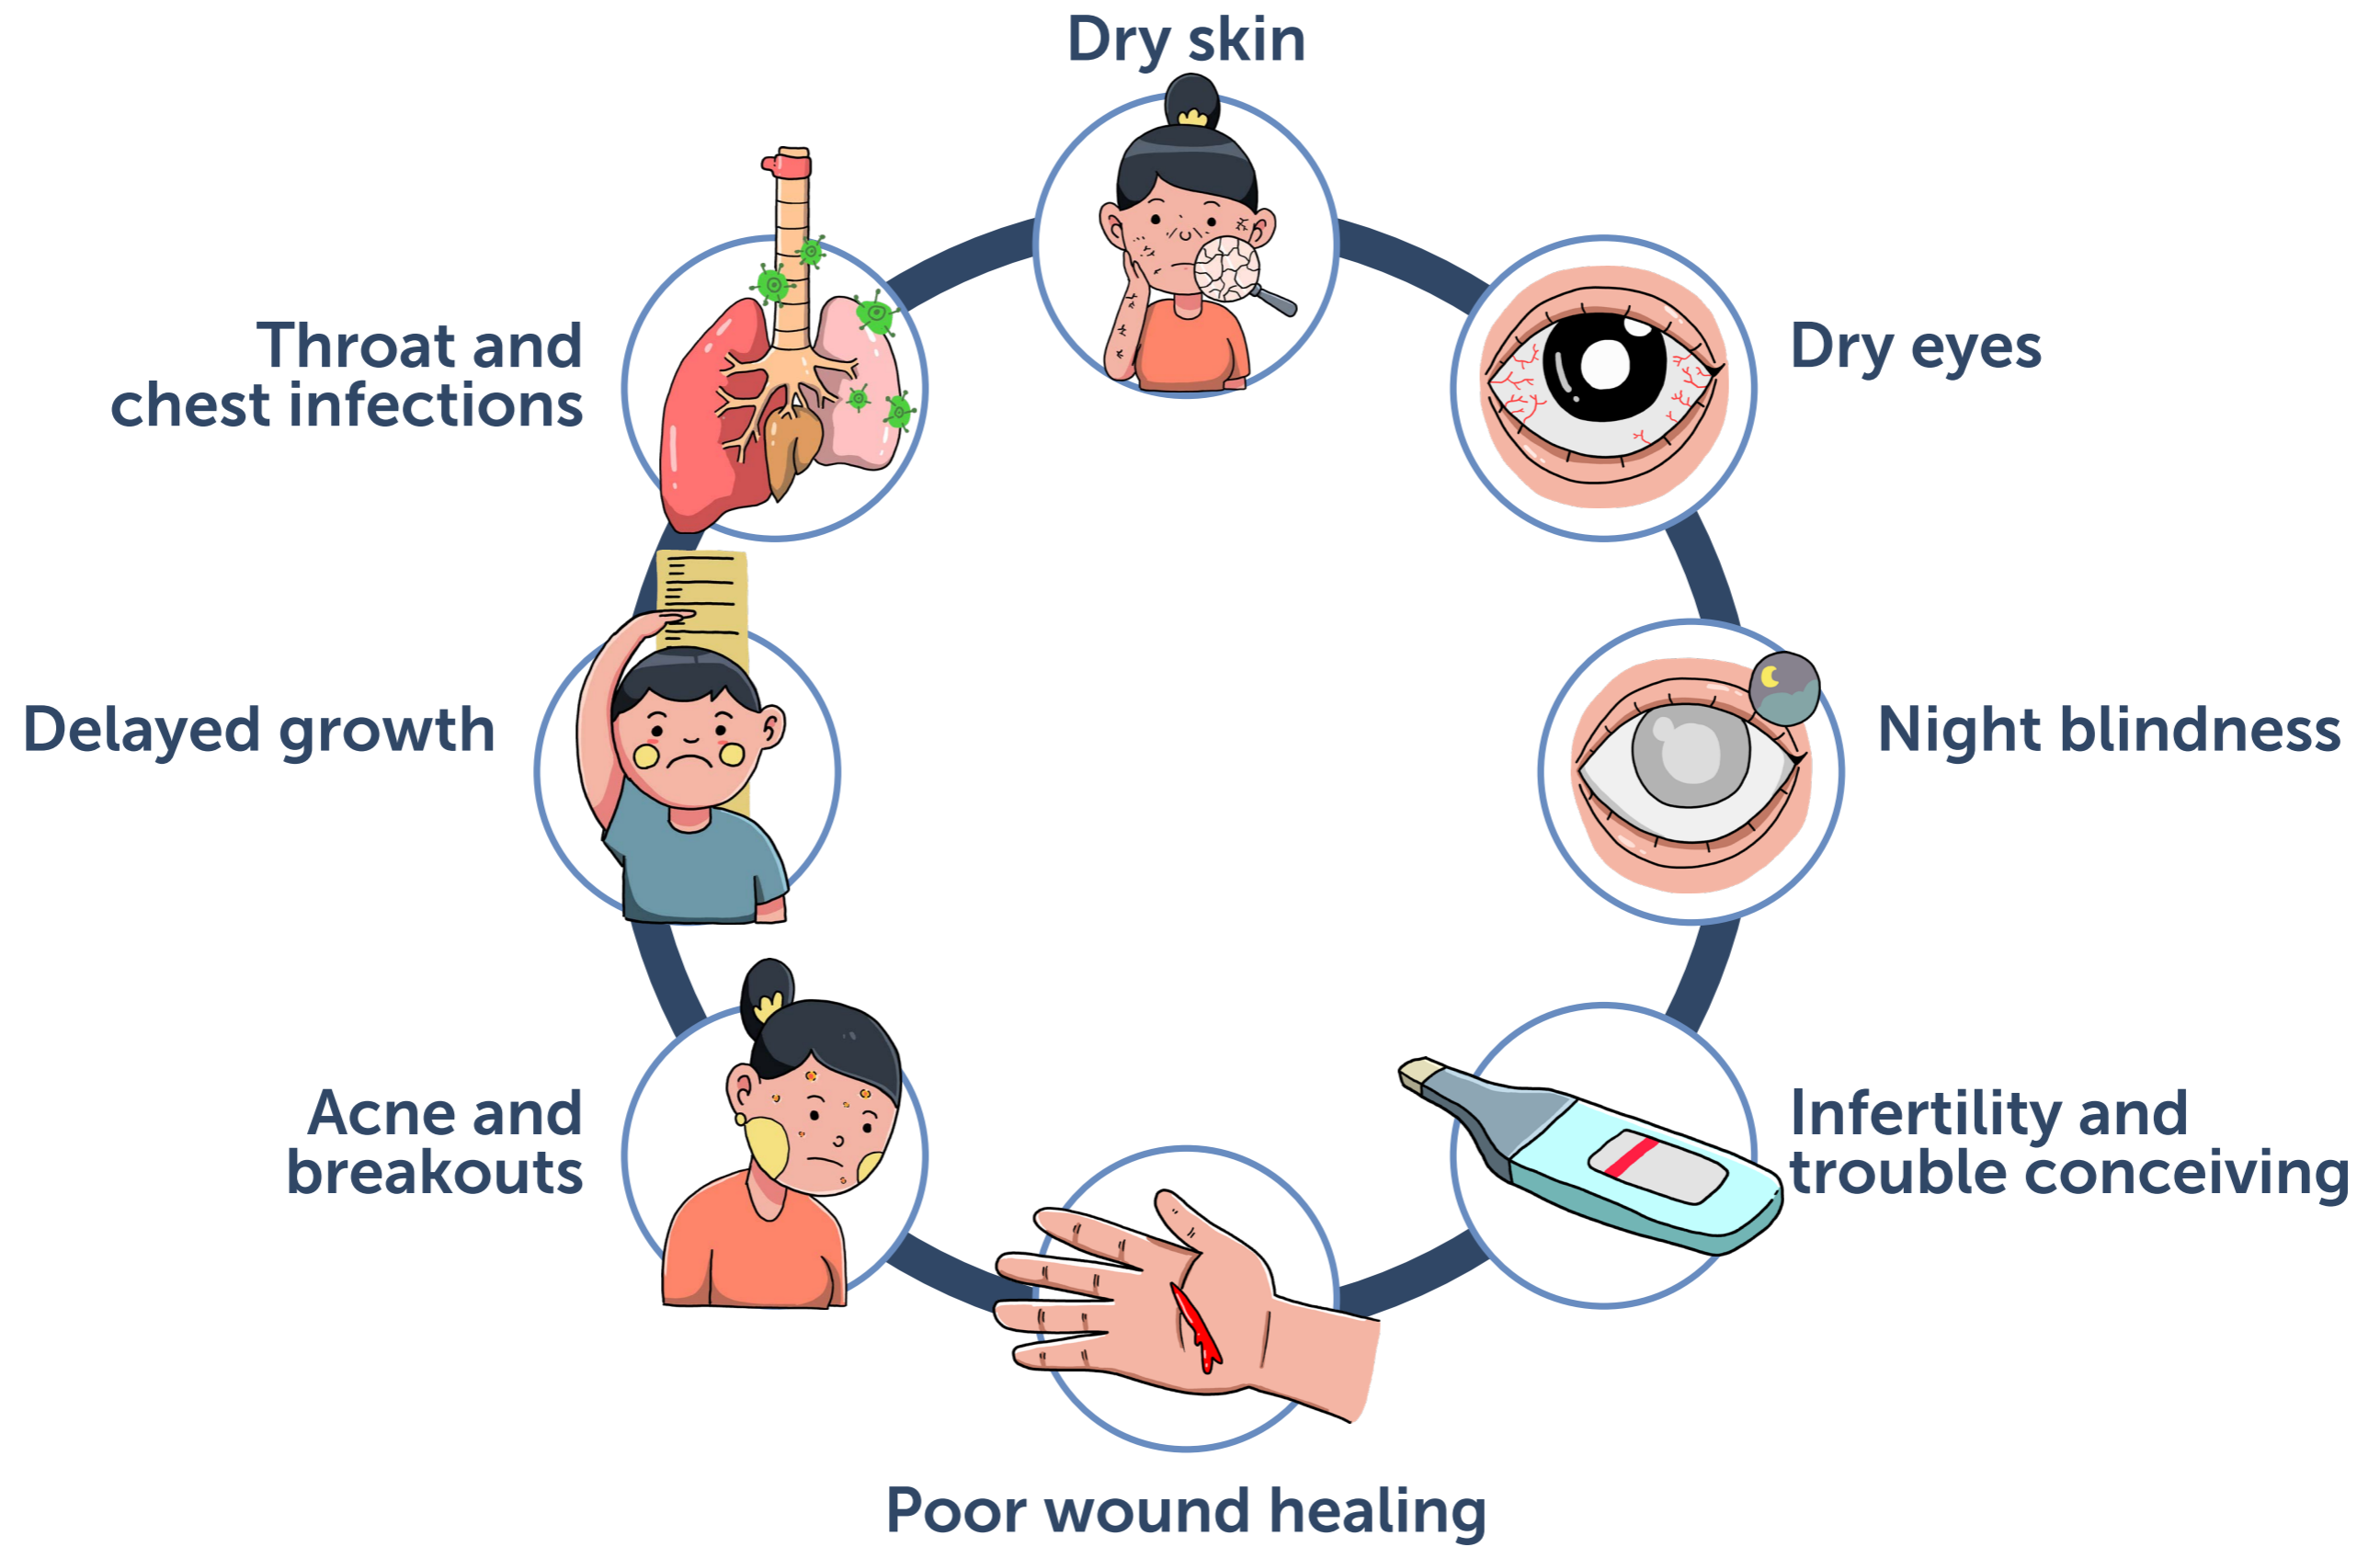 Dry skin
Dry eyes
Night blindness
Infertility and
trouble conceiving
Poor wound healing
Acne and
breakouts
Delayed growth
Throat and
chest infections